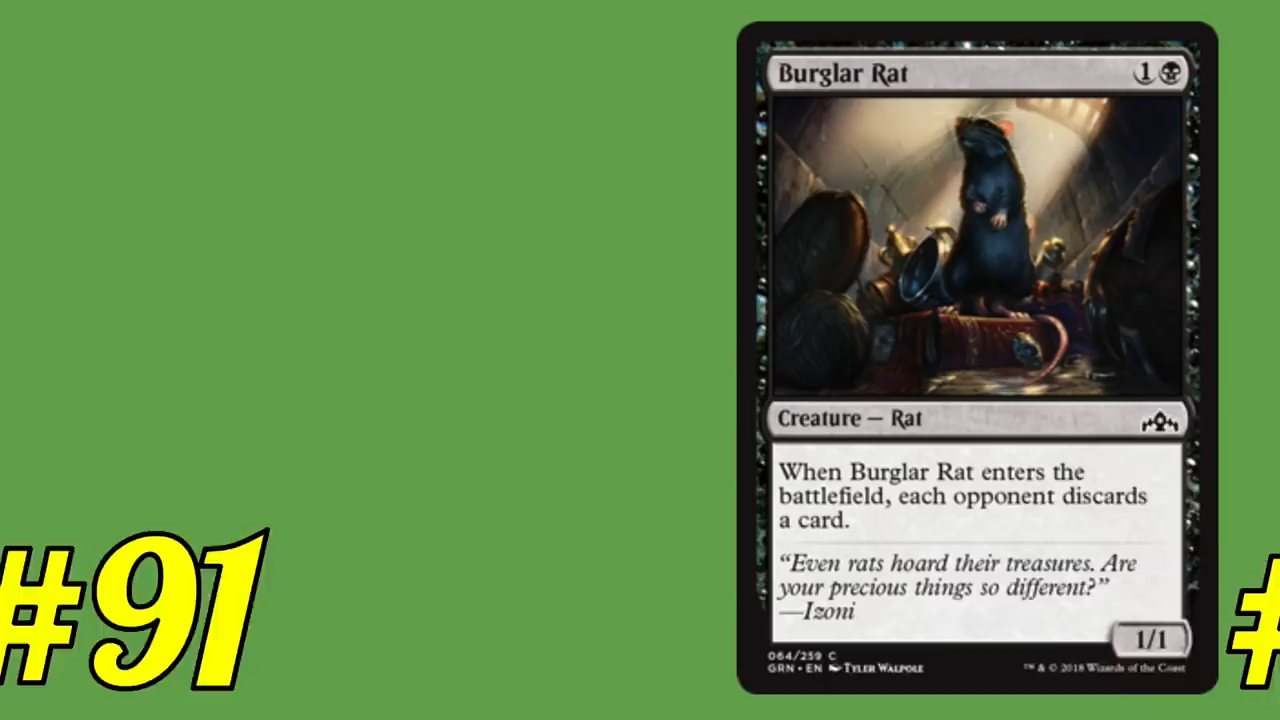 #91
Burglar Rat 1
Creature — Rat
When Burglar Rat enters the
battlefield, each opponent discards
a card.
“Even rats hoard their treasures. Are
your precious things so different?”
—Izoni
1/1
064/259 C
GRN • EN TYLER WALPOLE
™ & © 2018 Wizards of the Coast
#